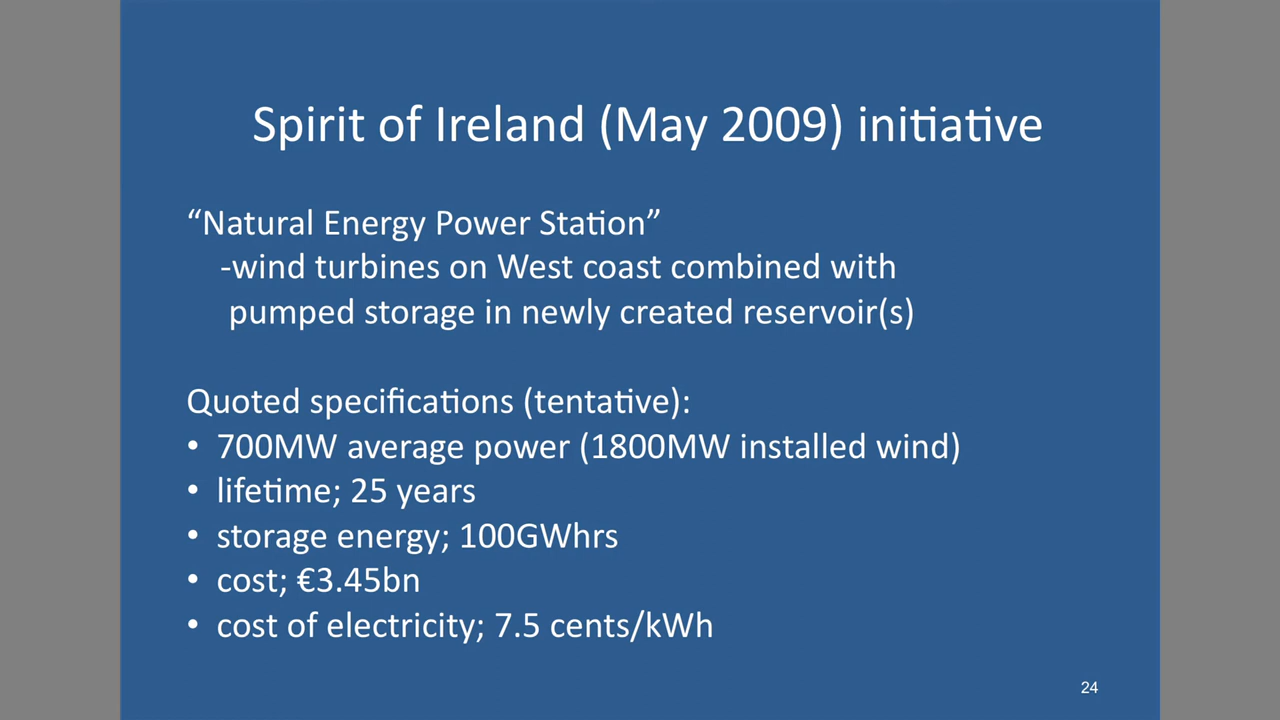 Spirit of Ireland (May 2009) initiative
“Natural Energy Power Station”
-wind turbines on West coast combined with
pumped storage in newly created reservoir(s)
Quoted specifications (tentative):
• 700MW average power (1800MW installed wind)
• lifetime; 25 years
• storage energy; 100GWhrs
• cost; €3.45bn
• cost of electricity; 7.5 cents/kWh
24